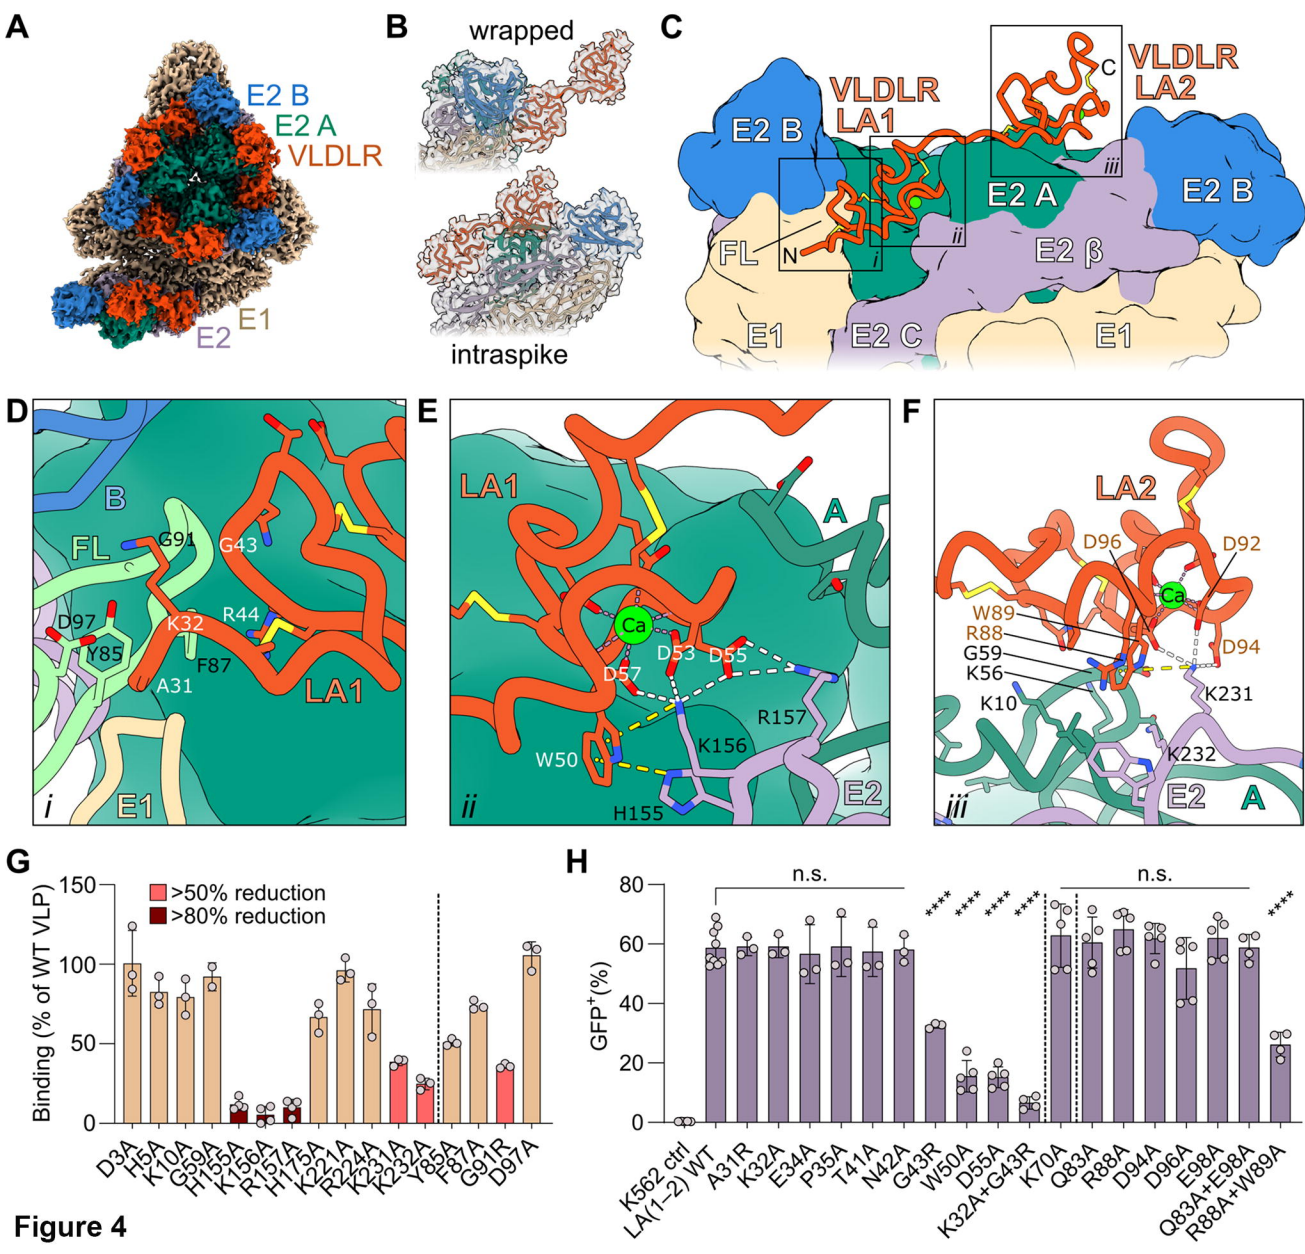 A
E2 B
E2 A
VLDLR
E1
E2
B
wrapped
intraspike
C
VLDLR
LA1
VLDLR
LA2
C
E2 B
E2 A
E2 B
iii
FL
N
i
ii
E2 β
E1
E2 C
E1
D
B
FL
G91
G43
D97
K32
R44
Y85
F87
A31
LA1
E1
i
E
LA1
A
Ca
D53
D55
D57
R157
W50
K156
H155
E2
ii
F
LA2
D96
D92
Ca
W89
R88
G59
K56
K10
D94
K231
K232
E2
A
iii
G
Binding (% of WT VLP)
150
100
50
0
>50% reduction
>80% reduction
D3A
H5A
K10A
G59A
H155A
K156A
R157A
H175A
K221A
R224A
K231A
K232A
Y85A
F87A
G91R
D97A
H
GFP+(%)
80
60
40
20
0
n.s.
****
****
****
****
n.s.
****
K562 ctrl
LA(1–2) WT
A31R
K32A
E34A
P35A
T41A
N42A
G43R
W50A
D55A
K32A+G43R
K70A
Q83A
R88A
D94A
D96A
E98A
Q83A+E98A
R88A+W89A
Figure 4